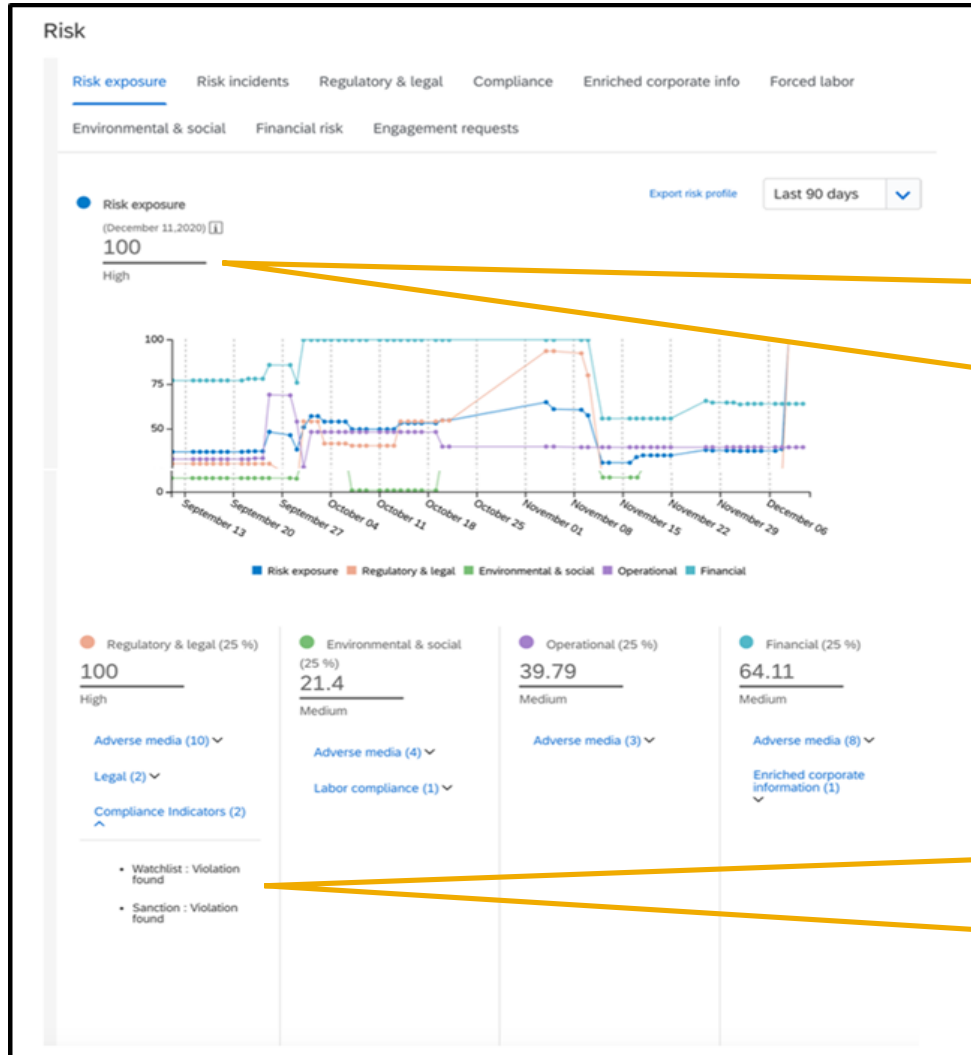 Risk
Risk exposure Risk incidents Regulatory & legal Compliance Enriched corporate info Forced labor
Environmental & social Financial risk Engagement requests
Risk exposure
(December 11,2020) i
100
High
Export risk profile
Last 90 days
100
75
50
0
September 13 September 20 September 27 October 04 October 11 October 18 October 25 November 01 November 08 November 15 November 22 November 29 December 06
Risk exposure Regulatory & legal Environmental & social Operational Financial
Regulatory & legal (25 %)
100
High
Adverse media (10)
Legal (2)
Compliance Indicators (2)
• Watchlist : Violation
found
• Sanction : Violation
found
Environmental & social
(25 %)
21.4
Medium
Adverse media (4)
Labor compliance (1)
Operational (25 %)
39.79
Medium
Adverse media (3)
Financial (25 %)
64.11
Medium
Adverse media (8)
Enriched corporate
information (1)